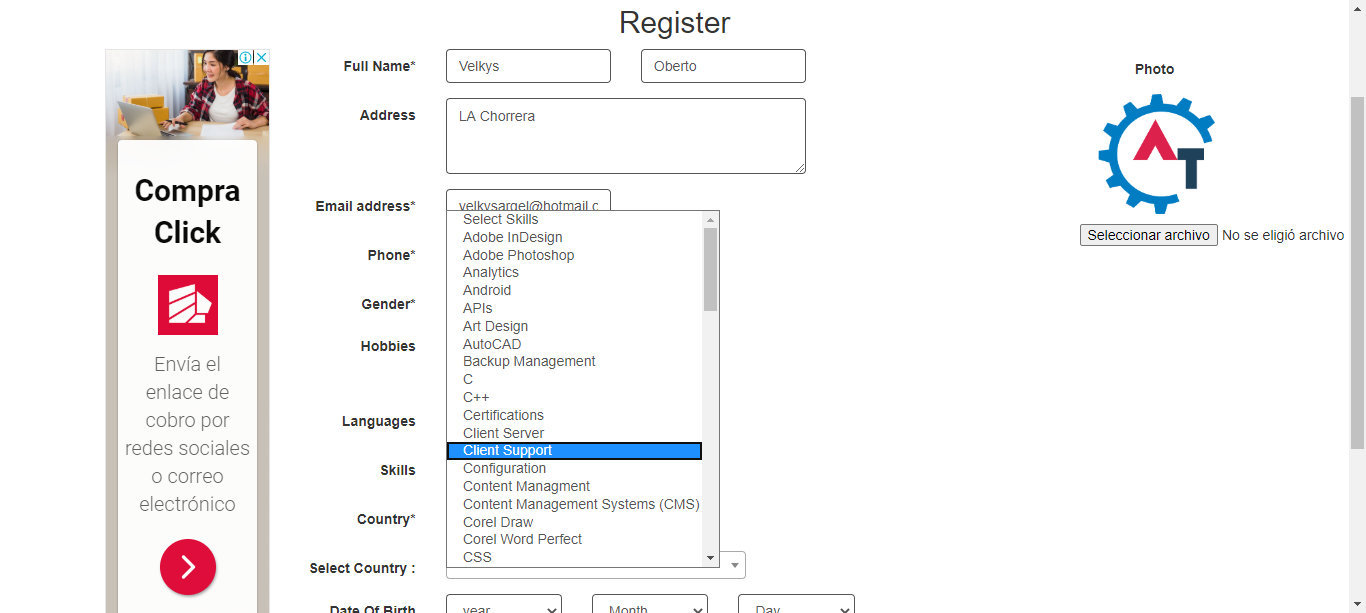 Register
Compra
Click
Envía el
enlace de
cobro por
redes sociales
o correo
electrónico
Full Name*
Velkys
Oberto
Address
LA Chorrera
Email address*
velkysargel@hotmail.c
Phone*
Gender*
Hobbies
Languages
Skills
Select Skills
Adobe InDesign
Adobe Photoshop
Analytics
Android
APIs
Art Design
AutoCAD
Backup Management
C
C++
Certifications
Client Server
Client Support
Configuration
Content Managment
Content Management Systems (CMS)
Corel Draw
Corel Word Perfect
CSS
Country*
Select Country :
Date Of Birth
year
Month
Day
Photo
AT
Seleccionar archivo No se eligió archivo